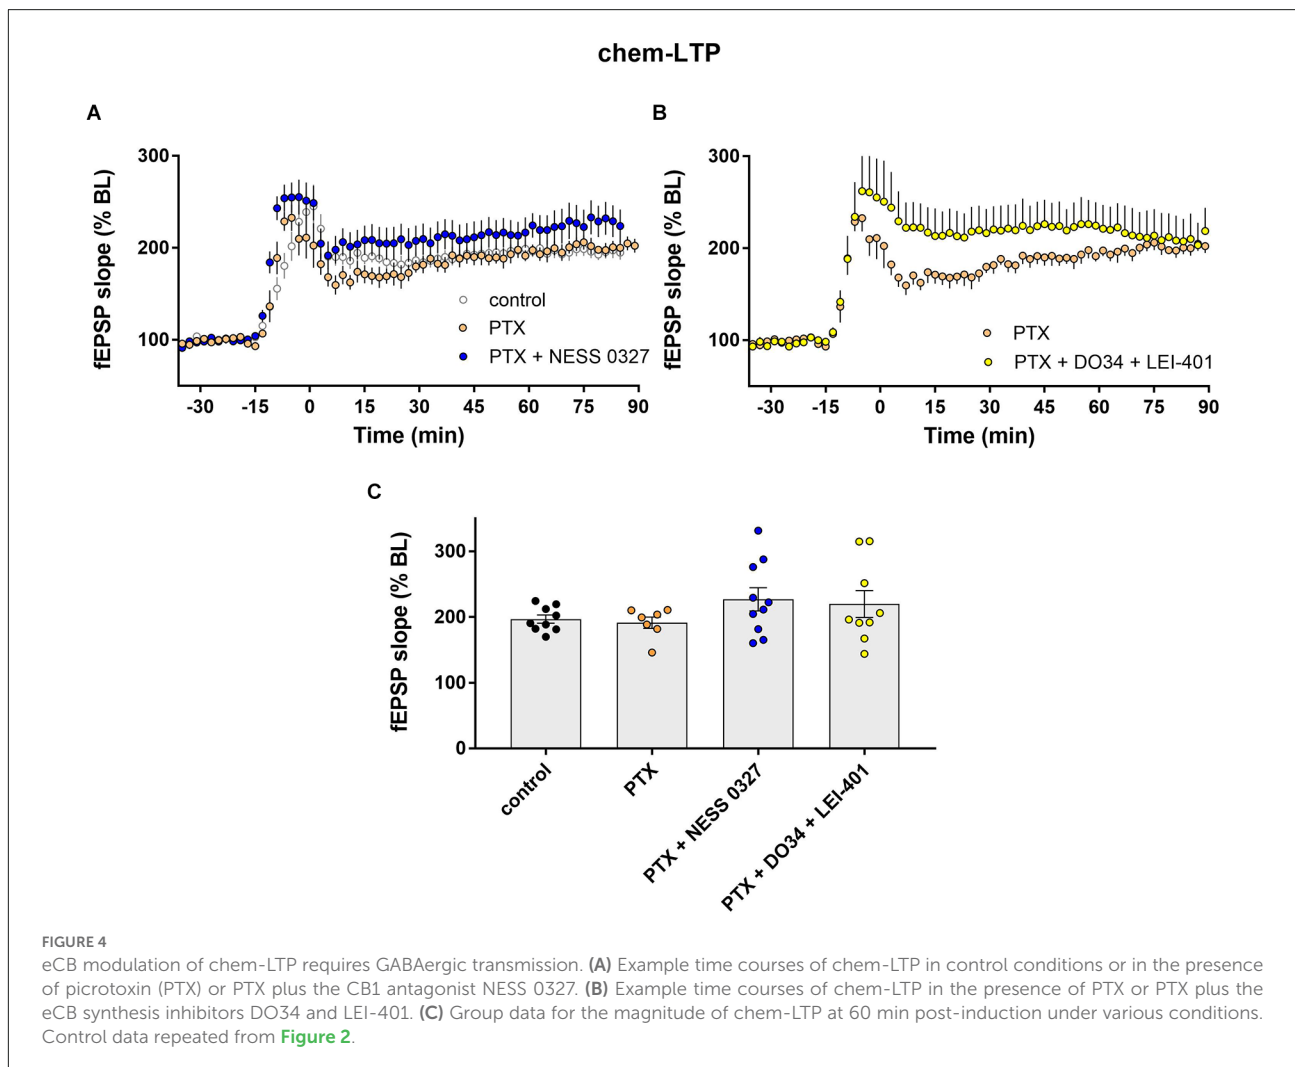 chem-LTP
A
fEPSP slope (% BL)
300
200
100
-30 -15 0 15 30 45 60 75 90
Time (min)
control
PTX
PTX + NESS 0327
B
fEPSP slope (% BL)
300
200
100
-30 -15 0 15 30 45 60 75 90
Time (min)
PTX
PTX + DO34 + LEI-401
C
fEPSP slope (% BL)
300
200
100
0
control
PTX
PTX + NESS 0327
PTX + DO34 + LEI-401
FIGURE 4
eCB modulation of chem-LTP requires GABAergic transmission. (A) Example time courses of chem-LTP in control conditions or in the presence
of picrotoxin (PTX) or PTX plus the CB1 antagonist NESS 0327. (B) Example time courses of chem-LTP in the presence of PTX or PTX plus the
eCB synthesis inhibitors DO34 and LEI-401. (C) Group data for the magnitude of chem-LTP at 60 min post-induction under various conditions.
Control data repeated from Figure 2.